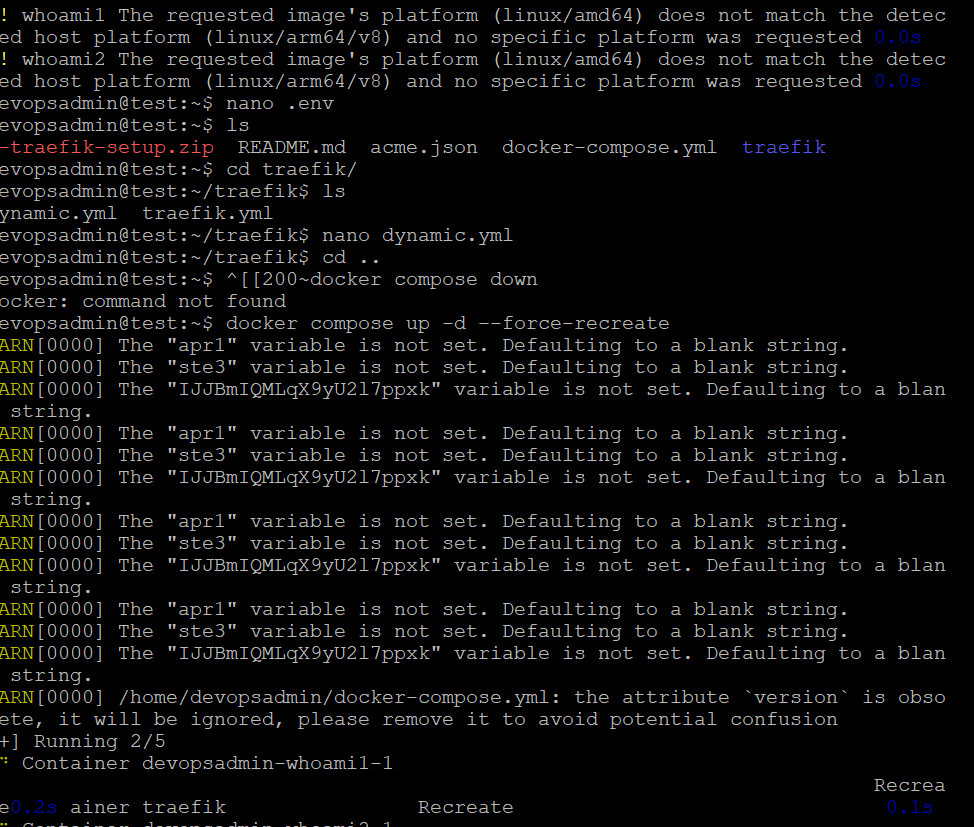 ! whoami1 The requested image's platform (linux/amd64) does not match the detec
ed host platform (linux/arm64/v8) and no specific platform was requested 0.0s
! whoami2 The requested image's platform (linux/amd64) does not match the detec
ed host platform (linux/arm64/v8) and no specific platform was requested 0.0s
evopsadmin@test:~$ nano .env
evopsadmin@test:~$ ls
-traefik-setup.zip  README.md  acme.json  docker-compose.yml  traefik
evopsadmin@test:~$ cd traefik/
evopsadmin@test:~/traefik$ ls
ynamic.yml  traefik.yml
evopsadmin@test:~/traefik$ nano dynamic.yml
evopsadmin@test:~/traefik$ cd ..
evopsadmin@test:~$ ^[[200~docker compose down
ocker: command not found
evopsadmin@test:~$ docker compose up -d --force-recreate
ARN[0000] The "apr1" variable is not set. Defaulting to a blank string.
ARN[0000] The "ste3" variable is not set. Defaulting to a blank string.
ARN[0000] The "IJJBmIQMLqX9yU2l7ppxk" variable is not set. Defaulting to a blan
string.
ARN[0000] The "apr1" variable is not set. Defaulting to a blank string.
ARN[0000] The "ste3" variable is not set. Defaulting to a blank string.
ARN[0000] The "IJJBmIQMLqX9yU2l7ppxk" variable is not set. Defaulting to a blan
string.
ARN[0000] The "apr1" variable is not set. Defaulting to a blank string.
ARN[0000] The "ste3" variable is not set. Defaulting to a blank string.
ARN[0000] The "IJJBmIQMLqX9yU2l7ppxk" variable is not set. Defaulting to a blan
string.
ARN[0000] The "apr1" variable is not set. Defaulting to a blank string.
ARN[0000] The "ste3" variable is not set. Defaulting to a blank string.
ARN[0000] The "IJJBmIQMLqX9yU2l7ppxk" variable is not set. Defaulting to a blan
string.
ARN[0000] /home/devopsadmin/docker-compose.yml: the attribute `version` is obso
ete, it will be ignored, please remove it to avoid potential confusion
+] Running 2/5
Container devopsadmin-whoami1-1
Recrea
e0.2s ainer traefik Recreate 0.1s
Container devopsadmin-whoami2-1